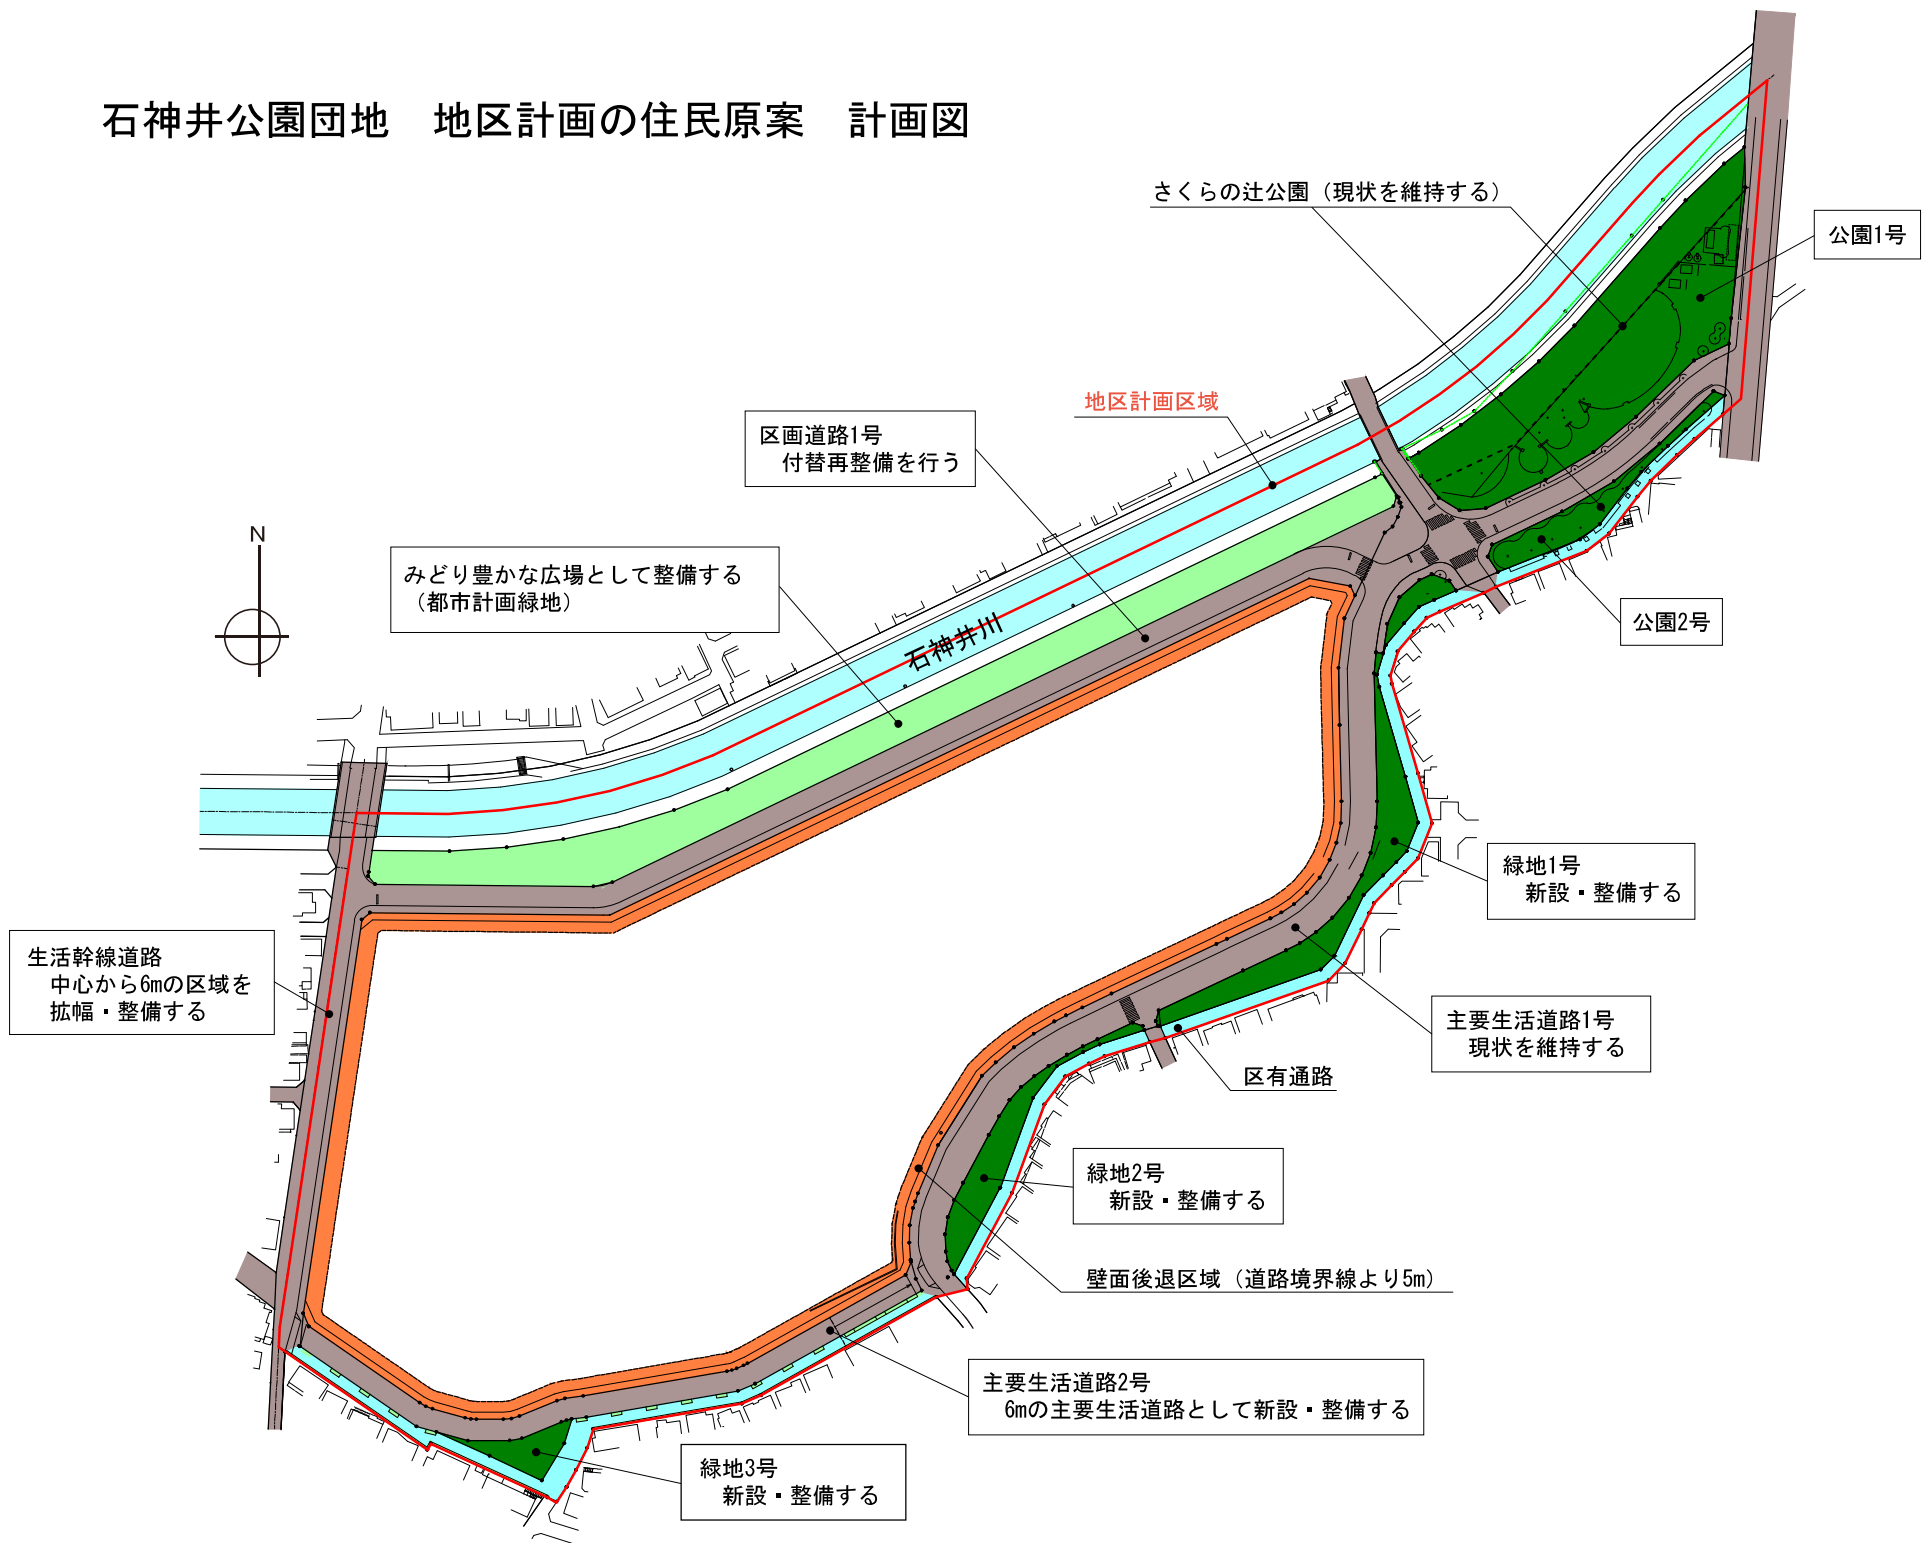 石神井公園団地　地区計画の住民原案　計画図
さくらの辻公園（現状を維持する）
公園1号
地区計画区域
区画道路1号
付替再整備を行う
みどり豊かな広場として整備する
（都市計画緑地）
N
石神井川
公園2号
緑地1号
新設・整備する
生活幹線道路
中心から6mの区域を
拡幅・整備する
主要生活道路1号
現状を維持する
区有通路
緑地2号
新設・整備する
壁面後退区域（道路境界線より5m）
主要生活道路2号
6mの主要生活道路として新設・整備する
緑地3号
新設・整備する